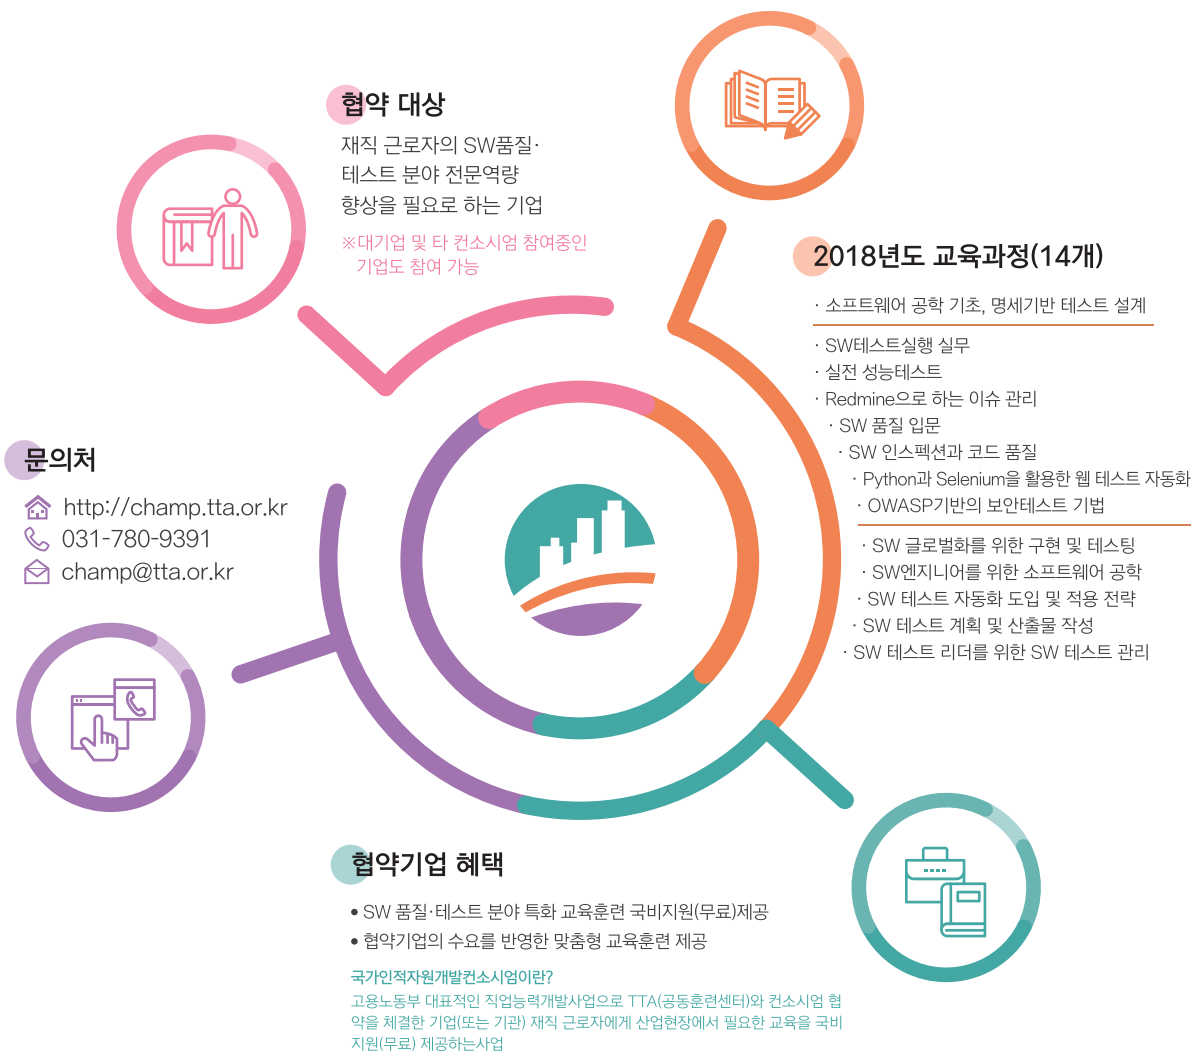 협약 대상
재직 근로자의 SW품질·
테스트 분야 전문역량
향상을 필요로 하는 기업
※대기업 및 타 컨소시엄 참여중인
기업도 참여 가능
2018년도 교육과정(14개)
· 소프트웨어 공학 기초, 명세기반 테스트 설계
· SW테스트실행 실무
· 실전 성능테스트
· Redmine으로 하는 이슈 관리
· SW 품질 입문
· SW 인스펙션과 코드 품질
· Python과 Selenium을 활용한 웹 테스트 자동화
· OWASP기반의 보안테스트 기법
· SW 글로벌화를 위한 구현 및 테스팅
· SW엔지니어를 위한 소프트웨어 공학
· SW 테스트 자동화 도입 및 적용 전략
· SW 테스트 계획 및 산출물 작성
· SW 테스트 리더를 위한 SW 테스트 관리
문의처
http://champ.tta.or.kr
031-780-9391
champ@tta.or.kr
협약기업 혜택
• SW 품질·테스트 분야 특화 교육훈련 국비지원(무료)제공
• 협약기업의 수요를 반영한 맞춤형 교육훈련 제공
국가인적자원개발컨소시엄이란?
고용노동부 대표적인 직업능력개발사업으로 TTA(공동훈련센터)와 컨소시엄 협
약을 체결한 기업(또는 기관) 재직 근로자에게 산업현장에서 필요한 교육을 국비
지원(무료) 제공하는사업